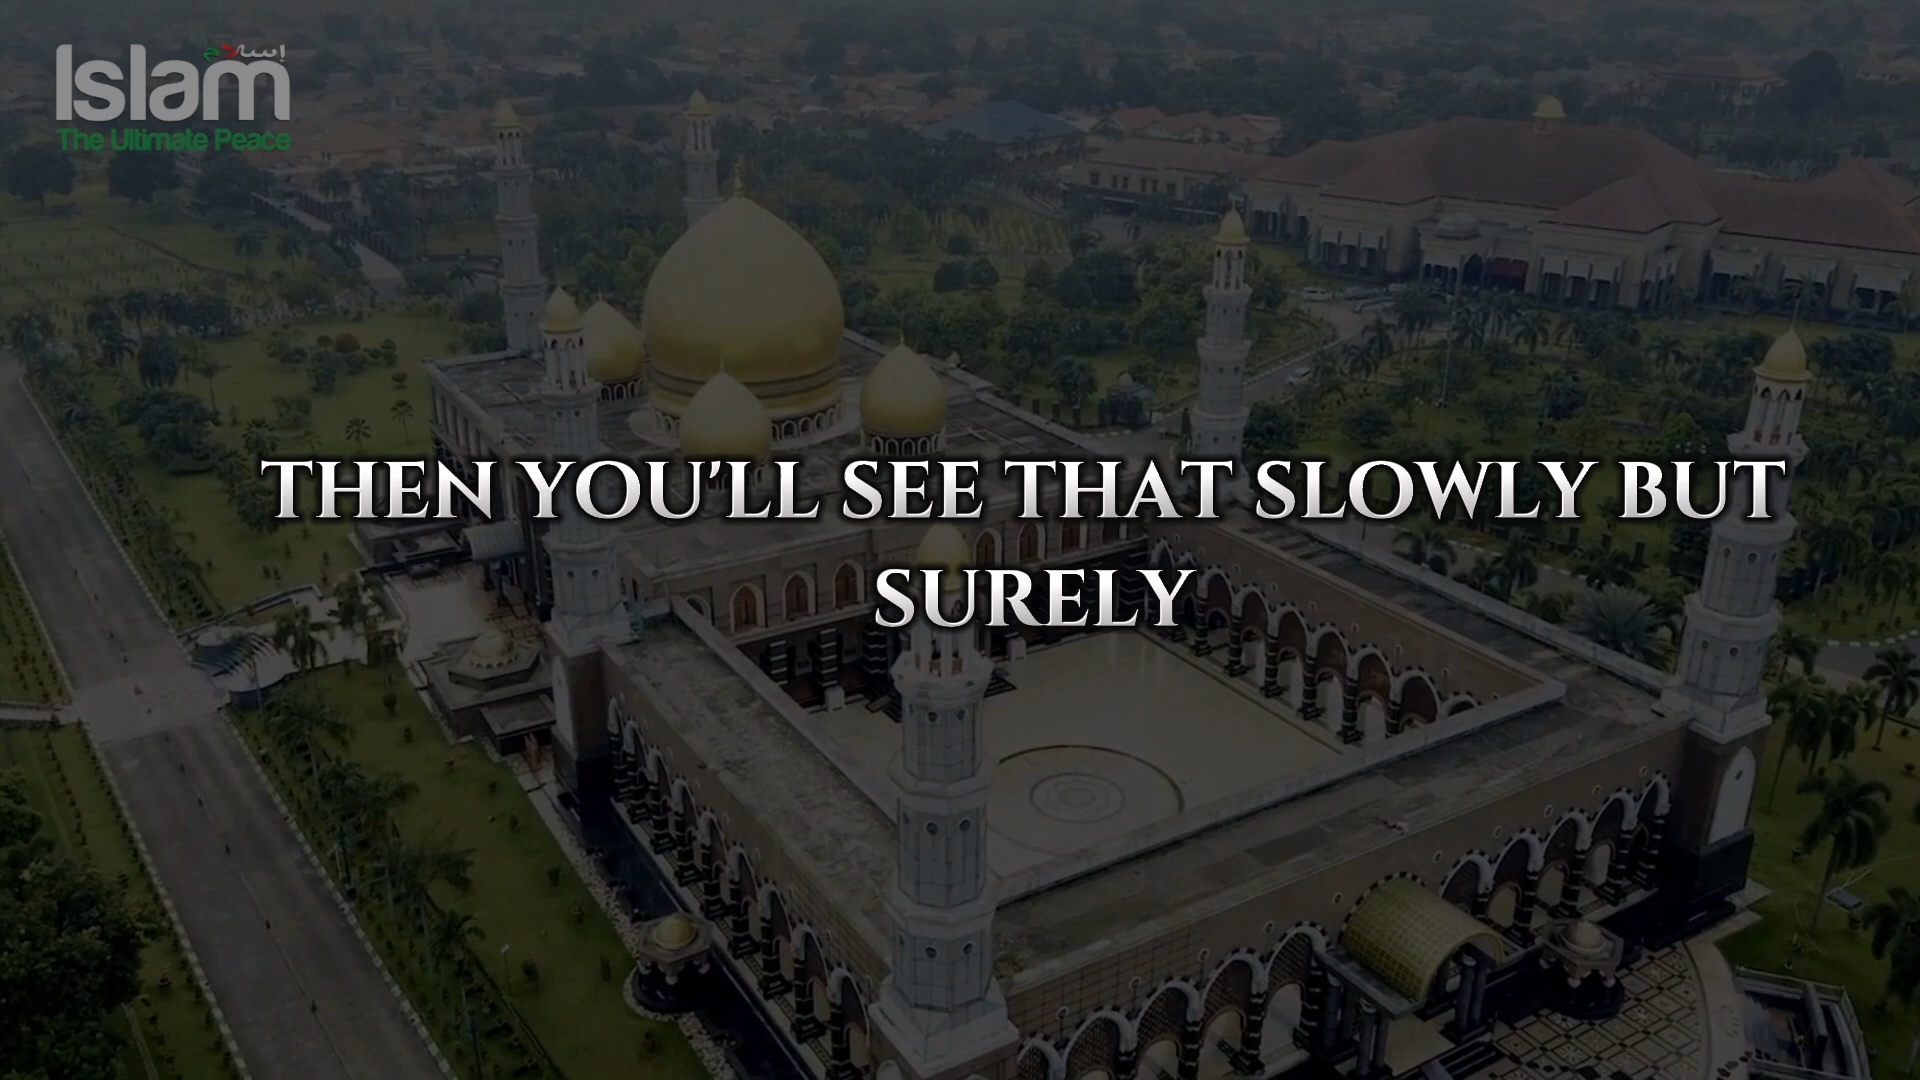 إسلام
Islam
The Ultimate Peace
THEN YOU'LL SEE THAT SLOWLY BUT
SURELY